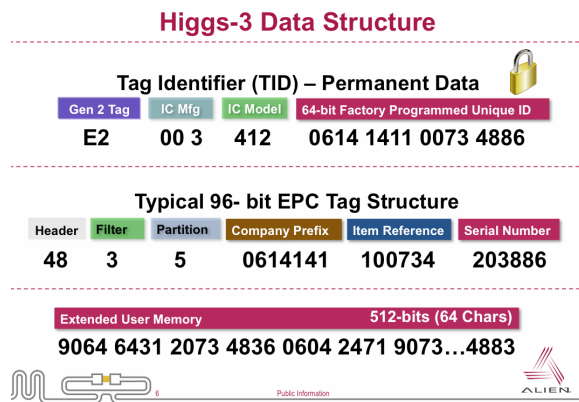 Higgs-3 Data Structure
Tag Identifier (TID) – Permanent Data
Gen 2 Tag IC Mfg IC Model 64-bit Factory Programmed Unique ID
E2 00 3 412 0614 1411 0073 4886
Typical 96- bit EPC Tag Structure
Header Filter Partition Company Prefix Item Reference Serial Number
48 3 5 0614141 100734 203886
Extended User Memory 512-bits (64 Chars)
9064 6431 2073 4836 0604 2471 9073…4883
6 Public Information
ALIEN